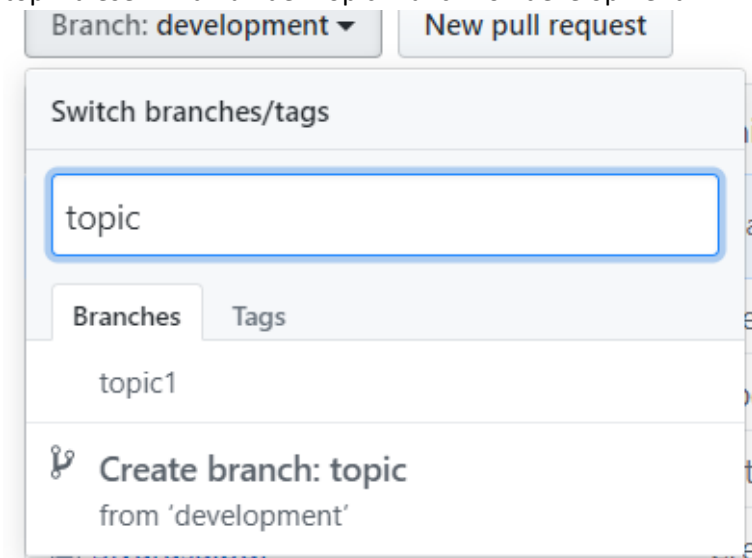 Branch: development
New pull request
Switch branches/tags
topic
Branches
Tags
topic1
Create branch: topic
from ‘development’